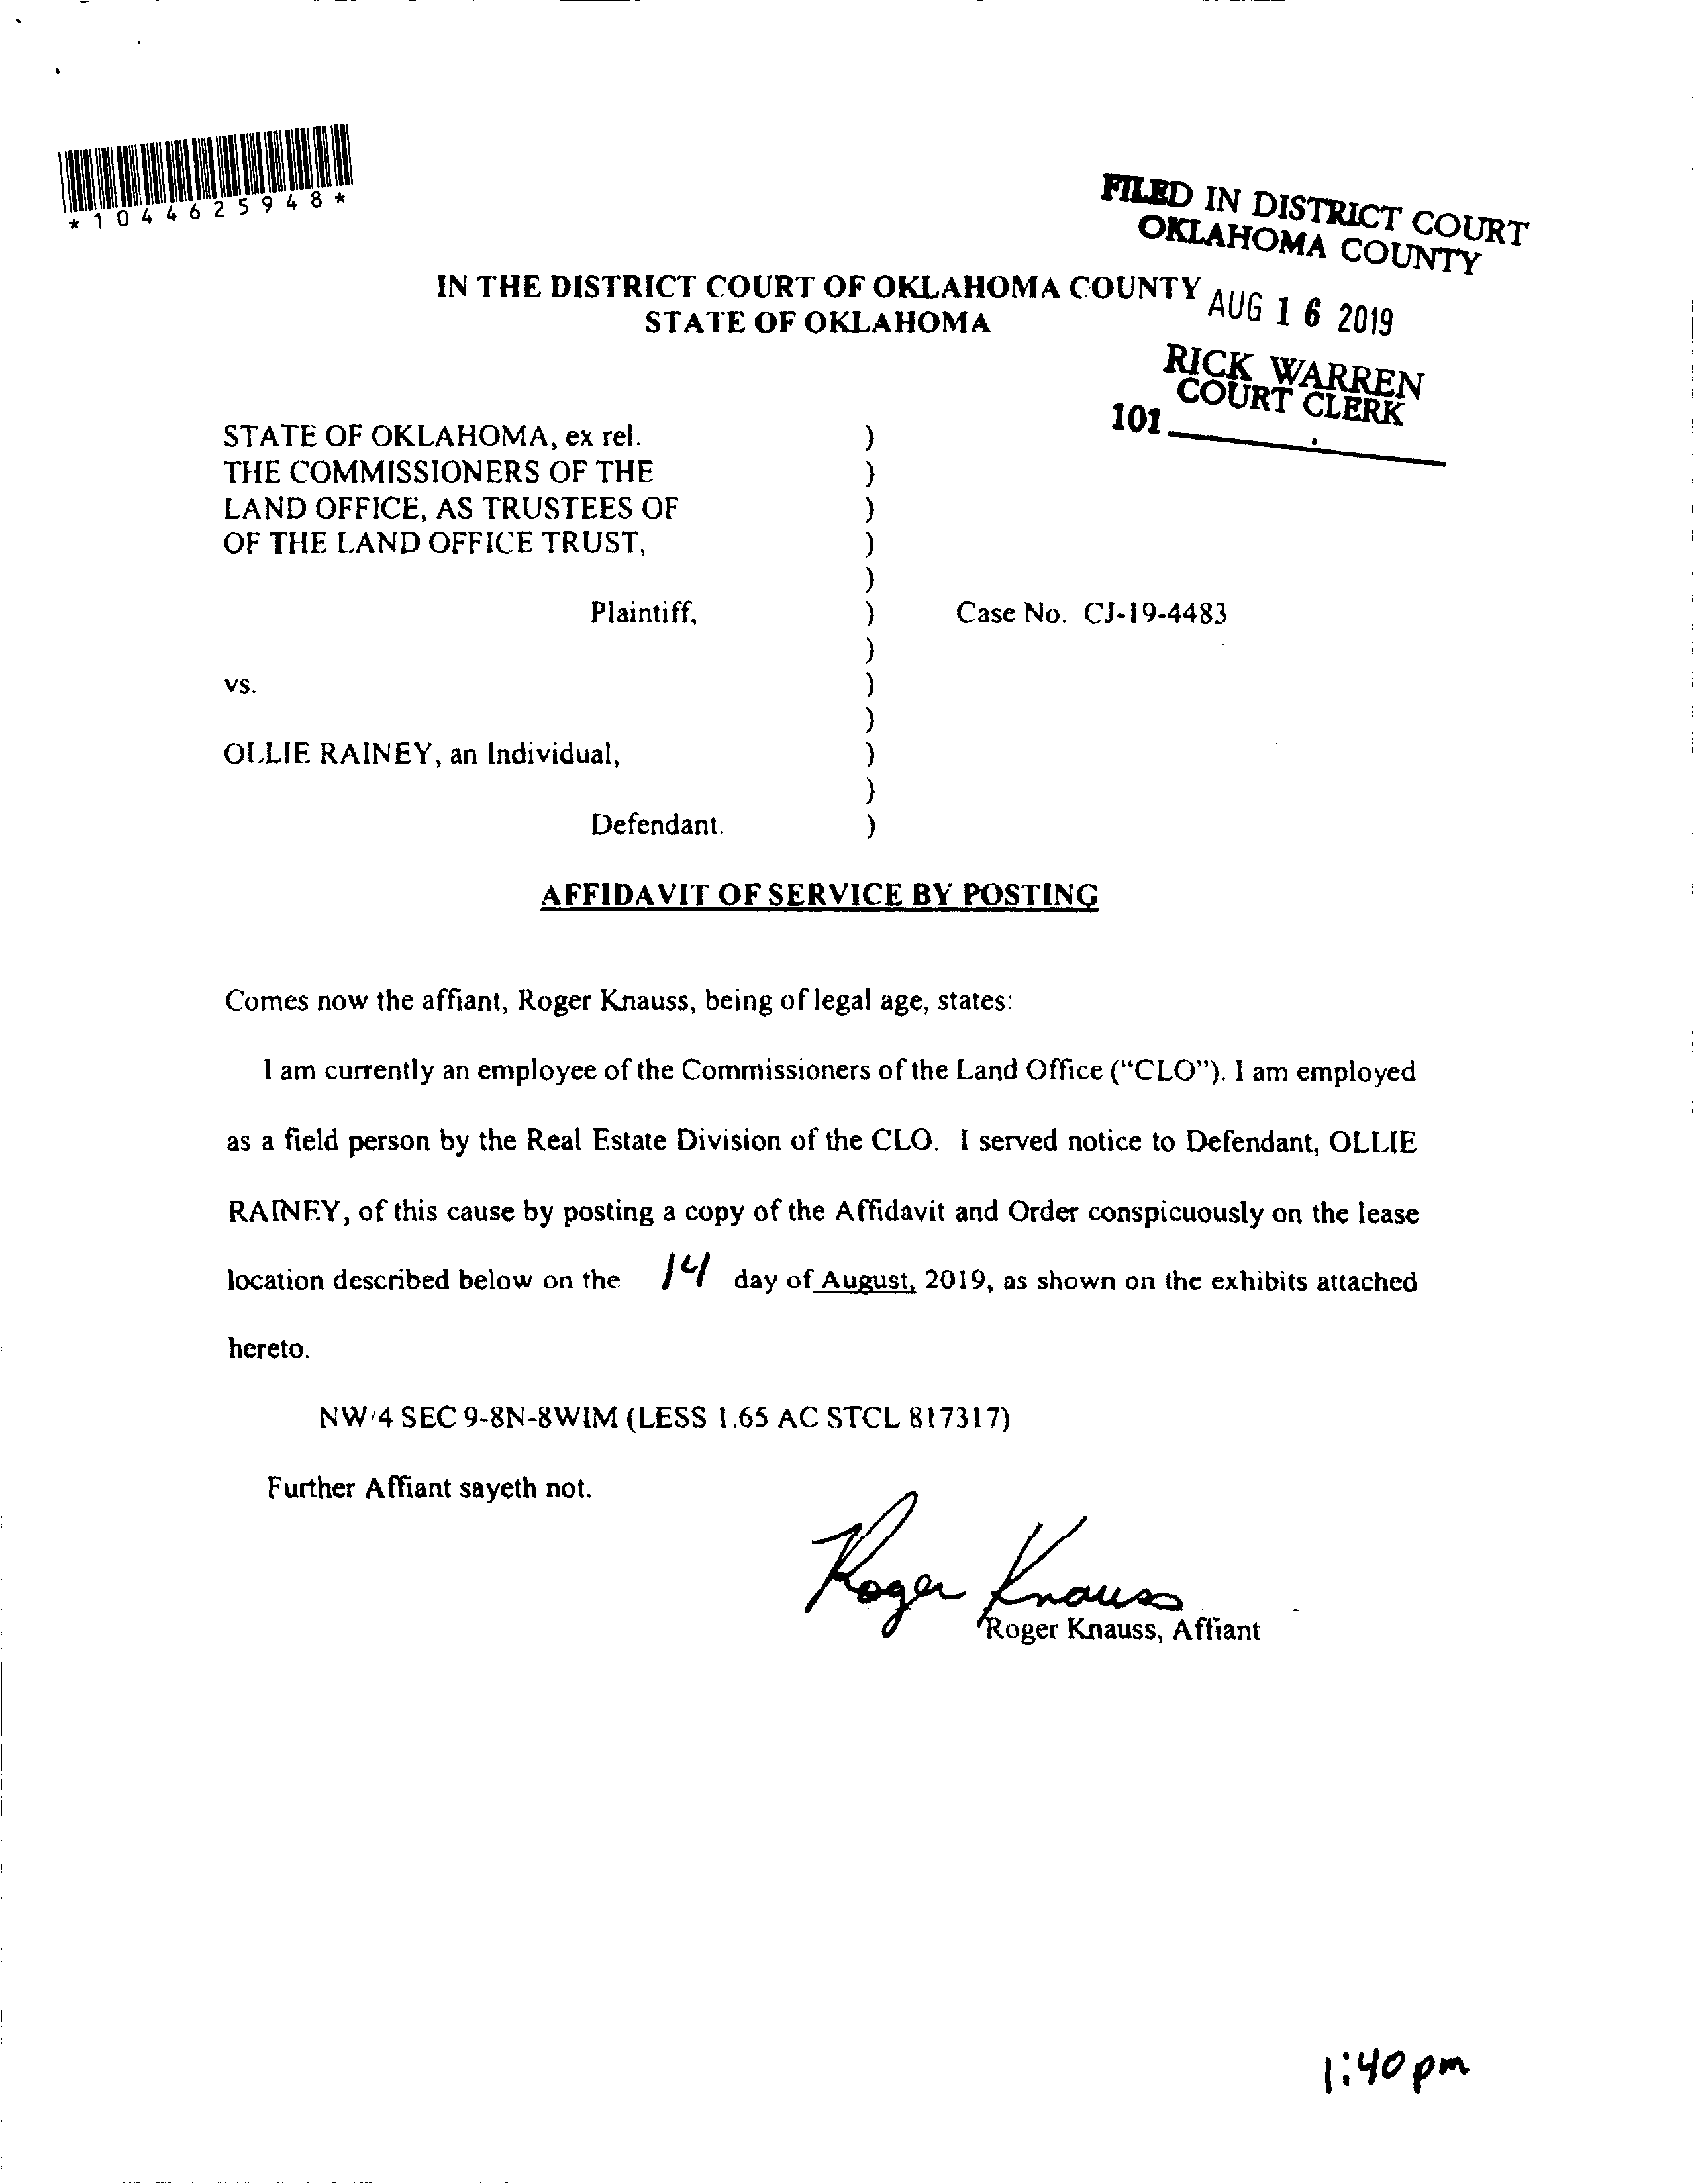 *1044625948*
FILED IN DISTRICT COURT
OKLAHOMA COUNTY
IN THE DISTRICT COURT OF OKLAHOMA COUNTY
STATE OF OKLAHOMA
AUG 16 2019
RICK WARREN
COURT CLERK
101
STATE OF OKLAHOMA, ex rel. )
THE COMMISSIONERS OF THE )
LAND OFFICE, AS TRUSTEES OF )
OF THE LAND OFFICE TRUST, )
)
Plaintiff, ) Case No. CJ-19-4483
)
vs. )
)
OLLIE RAINEY, an Individual, )
)
Defendant. )
AFFIDAVIT OF SERVICE BY POSTING
Comes now the affiant, Roger Knauss, being of legal age, states:
I am currently an employee of the Commissioners of the Land Office (“CLO”). I am employed
as a field person by the Real Estate Division of the CLO. I served notice to Defendant, OLLIE
RAINEY, of this cause by posting a copy of the Affidavit and Order conspicuously on the lease
location described below on the 14 day of August, 2019, as shown on the exhibits attached
hereto.
NW/4 SEC 9-8N-8WIM (LESS 1.65 AC STCL 817317)
Further Affiant sayeth not.
Roger Knauss
Roger Knauss, Affiant
1:40 pm